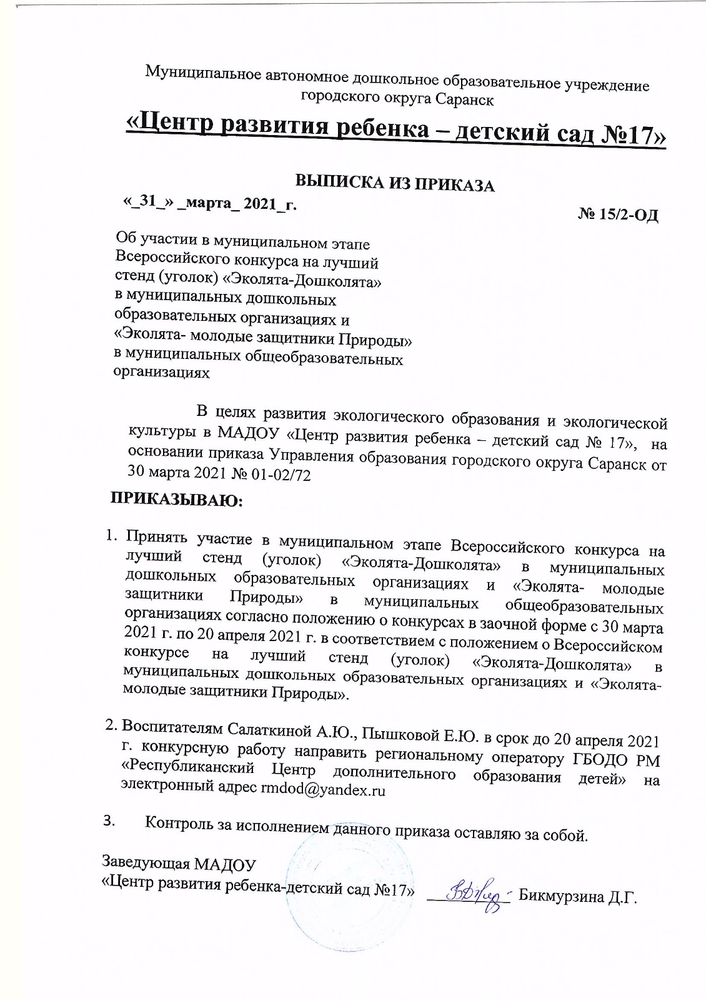 Муниципальное автономное дошкольное образовательное учреждение
городского округа Саранск
«Центр развития ребенка – детский сад №17»
ВЫПИСКА ИЗ ПРИКАЗА
«_31_» _марта_ 2021_г.
№ 15/2-ОД
Об участии в муниципальном этапе
Всероссийского конкурса на лучший
стенд (уголок) «Эколята-Дошколята»
в муниципальных дошкольных
образовательных организациях и
«Эколята- молодые защитники Природы»
в муниципальных общеобразовательных
организациях
В целях развития экологического образования и экологической
культуры в МАДОУ «Центр развития ребенка – детский сад № 17», на
основании приказа Управления образования городского округа Саранск от
30 марта 2021 № 01-02/72
ПРИКАЗЫВАЮ:
1. Принять участие в муниципальном этапе Всероссийского конкурса на
лучший стенд (уголок) «Эколята-Дошколята» в муниципальных
дошкольных образовательных организациях и «Эколята- молодые
защитники Природы» в муниципальных общеобразовательных
организациях согласно положению о конкурсах в заочной форме с 30 марта
2021 г. по 20 апреля 2021 г. в соответствием с положением о Всероссийском
конкурсе на лучший стенд (уголок) «Эколята-Дошколята» в
муниципальных дошкольных образовательных организациях и «Эколята-
молодые защитники Природы».
2. Воспитателям Салаткиной А.Ю., Пышковой Е.Ю. в срок до 20 апреля 2021
г. конкурсную работу направить региональному оператору ГБОДО РМ
«Республиканский Центр дополнительного образования детей» на
электронный адрес rmdod@yandex.ru
3. Контроль за исполнением данного приказа оставляю за собой.
Заведующая МАДОУ
«Центр развития ребенка-детский сад №17» __________ Бикмурзина Д.Г.